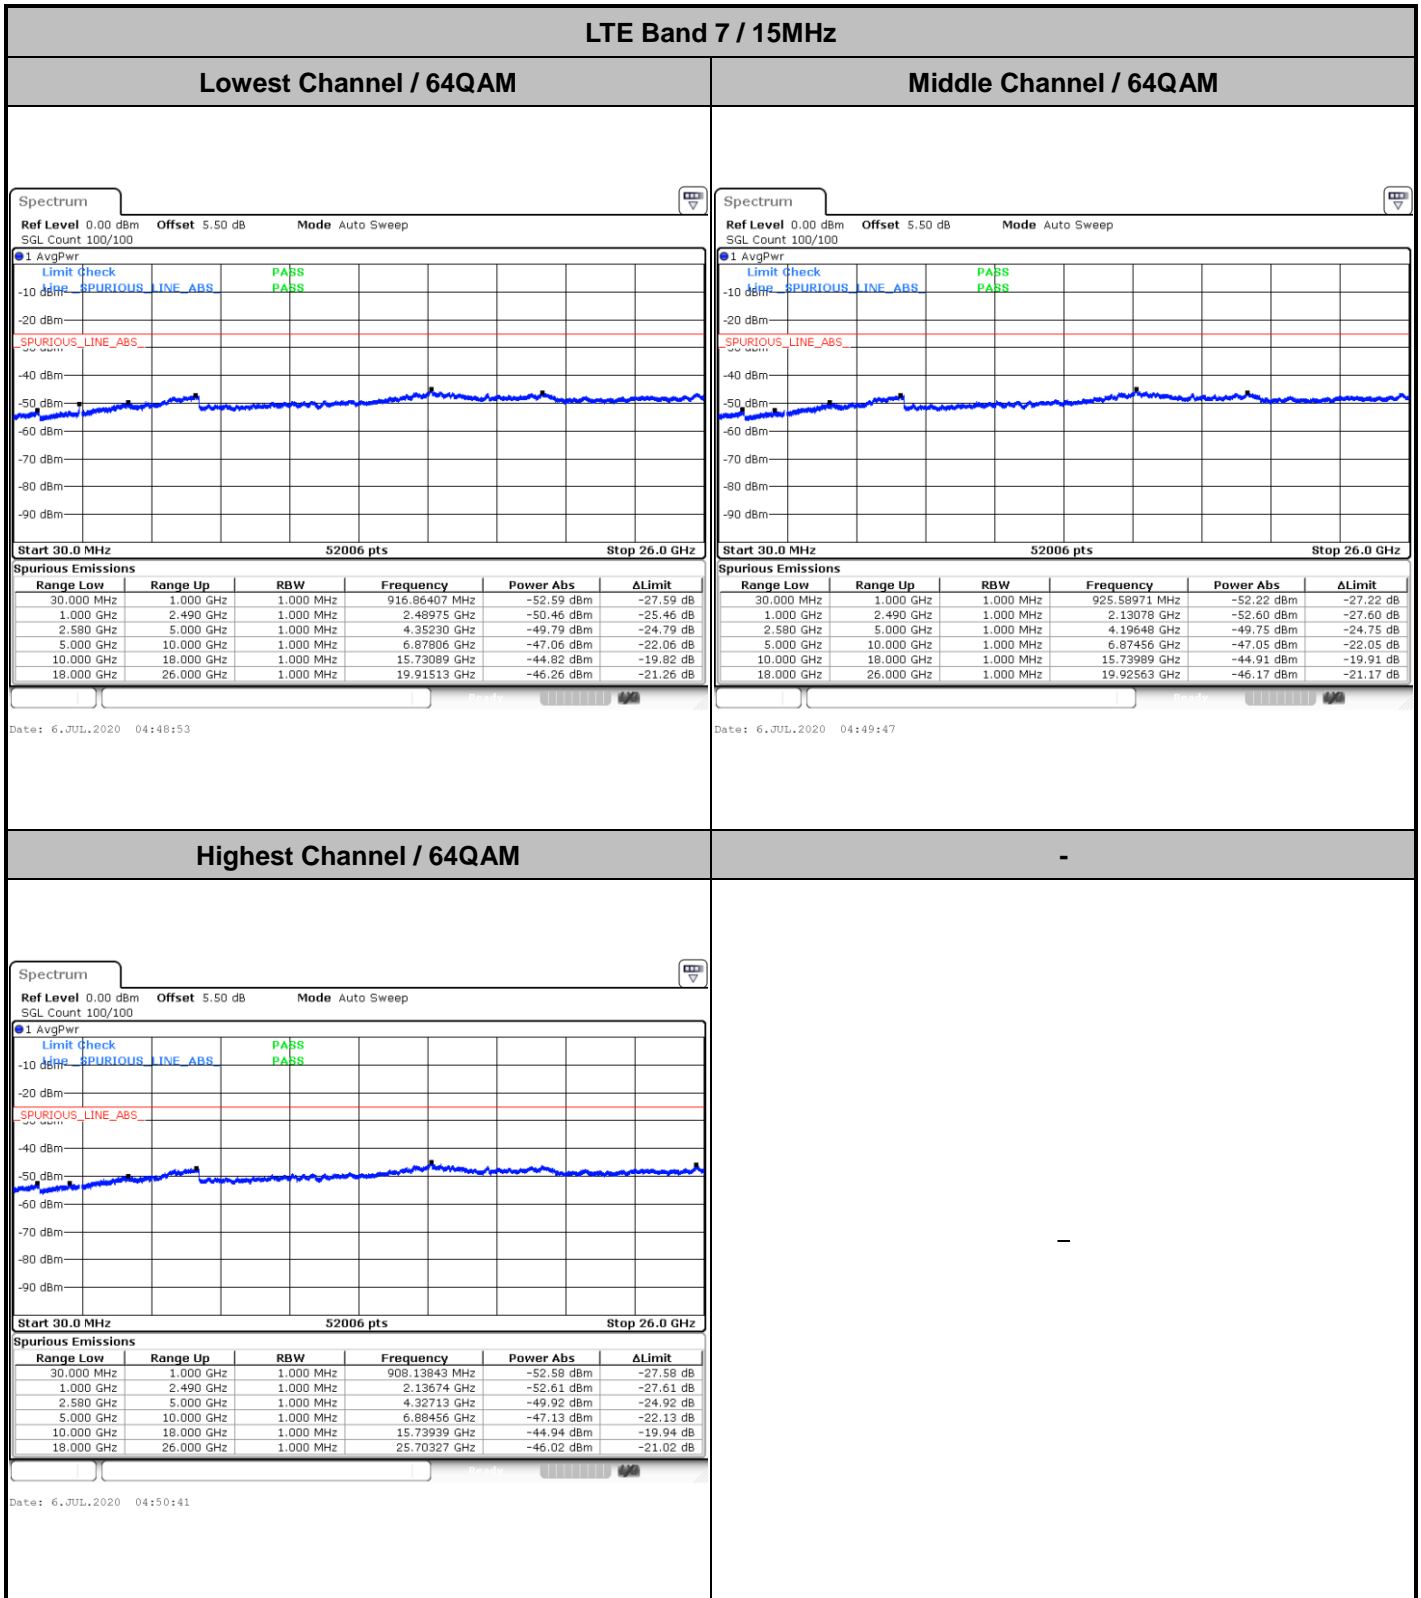 LTE Band 7 / 15MHz
Lowest Channel / 64QAM
Middle Channel / 64QAM
Spectrum
Ref Level 0.00 dBm Offset 5.50 dB Mode Auto Sweep
SGL Count 100/100
1 AvgPwr
Limit Check PASS
Line _SPURIOUS_LINE_ABS_ PASS
-10 dBm
-20 dBm
_SPURIOUS_LINE_ABS_
-40 dBm
-50 dBm
-60 dBm
-70 dBm
-80 dBm
-90 dBm
Start 30.0 MHz 52006 pts Stop 26.0 GHz
Spurious Emissions
Range Low Range Up RBW Frequency Power Abs ΔLimit
30.000 MHz 1.000 GHz 1.000 MHz 916.86407 MHz -52.59 dBm -27.59 dB
1.000 GHz 2.490 GHz 1.000 MHz 2.48975 GHz -50.46 dBm -25.46 dB
2.580 GHz 5.000 GHz 1.000 MHz 4.35230 GHz -49.79 dBm -24.79 dB
5.000 GHz 10.000 GHz 1.000 MHz 6.87806 GHz -47.06 dBm -22.06 dB
10.000 GHz 18.000 GHz 1.000 MHz 15.73089 GHz -44.82 dBm -19.82 dB
18.000 GHz 26.000 GHz 1.000 MHz 19.91513 GHz -46.26 dBm -21.26 dB
Date: 6.JUL.2020 04:48:53
Spectrum
Ref Level 0.00 dBm Offset 5.50 dB Mode Auto Sweep
SGL Count 100/100
1 AvgPwr
Limit Check PASS
Line _SPURIOUS_LINE_ABS_ PASS
-10 dBm
-20 dBm
_SPURIOUS_LINE_ABS_
-40 dBm
-50 dBm
-60 dBm
-70 dBm
-80 dBm
-90 dBm
Start 30.0 MHz 52006 pts Stop 26.0 GHz
Spurious Emissions
Range Low Range Up RBW Frequency Power Abs ΔLimit
30.000 MHz 1.000 GHz 1.000 MHz 925.58971 MHz -52.22 dBm -27.22 dB
1.000 GHz 2.490 GHz 1.000 MHz 2.13078 GHz -52.60 dBm -27.60 dB
2.580 GHz 5.000 GHz 1.000 MHz 4.19648 GHz -49.75 dBm -24.75 dB
5.000 GHz 10.000 GHz 1.000 MHz 6.87456 GHz -47.05 dBm -22.05 dB
10.000 GHz 18.000 GHz 1.000 MHz 15.73989 GHz -44.91 dBm -19.91 dB
18.000 GHz 26.000 GHz 1.000 MHz 19.92563 GHz -46.17 dBm -21.17 dB
Ready
Date: 6.JUL.2020 04:49:47
Highest Channel / 64QAM
-
Spectrum
Ref Level 0.00 dBm Offset 5.50 dB Mode Auto Sweep
SGL Count 100/100
1 AvgPwr
Limit Check PASS
Line _SPURIOUS_LINE_ABS_ PASS
-10 dBm
-20 dBm
_SPURIOUS_LINE_ABS_
-40 dBm
-50 dBm
-60 dBm
-70 dBm
-80 dBm
-90 dBm
Start 30.0 MHz 52006 pts Stop 26.0 GHz
Spurious Emissions
Range Low Range Up RBW Frequency Power Abs ΔLimit
30.000 MHz 1.000 GHz 1.000 MHz 908.13843 MHz -52.58 dBm -27.58 dB
1.000 GHz 2.490 GHz 1.000 MHz 2.13674 GHz -52.61 dBm -27.61 dB
2.580 GHz 5.000 GHz 1.000 MHz 4.32713 GHz -49.92 dBm -24.92 dB
5.000 GHz 10.000 GHz 1.000 MHz 6.88456 GHz -47.13 dBm -22.13 dB
10.000 GHz 18.000 GHz 1.000 MHz 15.73939 GHz -44.94 dBm -19.94 dB
18.000 GHz 26.000 GHz 1.000 MHz 25.70327 GHz -46.02 dBm -21.02 dB
Date: 6.JUL.2020 04:50:41
–